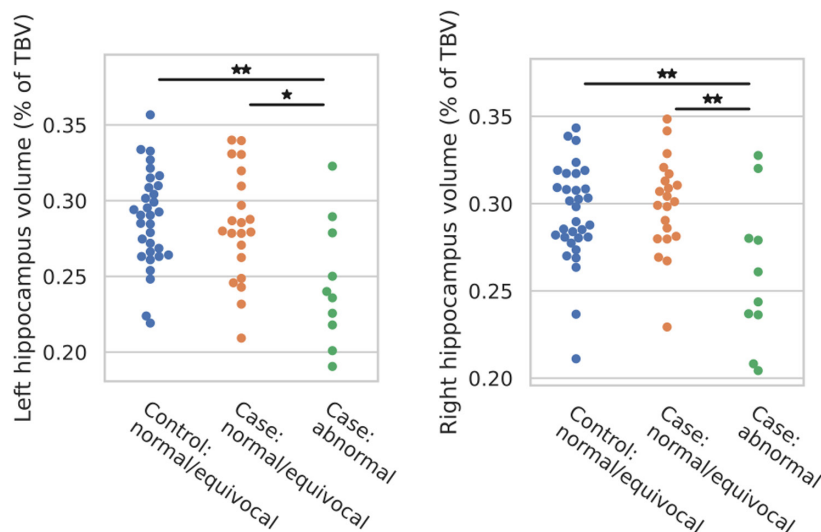 Left hippocampus volume (% of TBV)
0.35
0.30
0.25
0.20
★★
★
Control:
normal/equivocal
Case:
normal/equivocal
Case:
abnormal
Right hippocampus volume (% of TBV)
0.35
0.30
0.25
0.20
★★
★★
Control:
normal/equivocal
Case:
normal/equivocal
Case:
abnormal